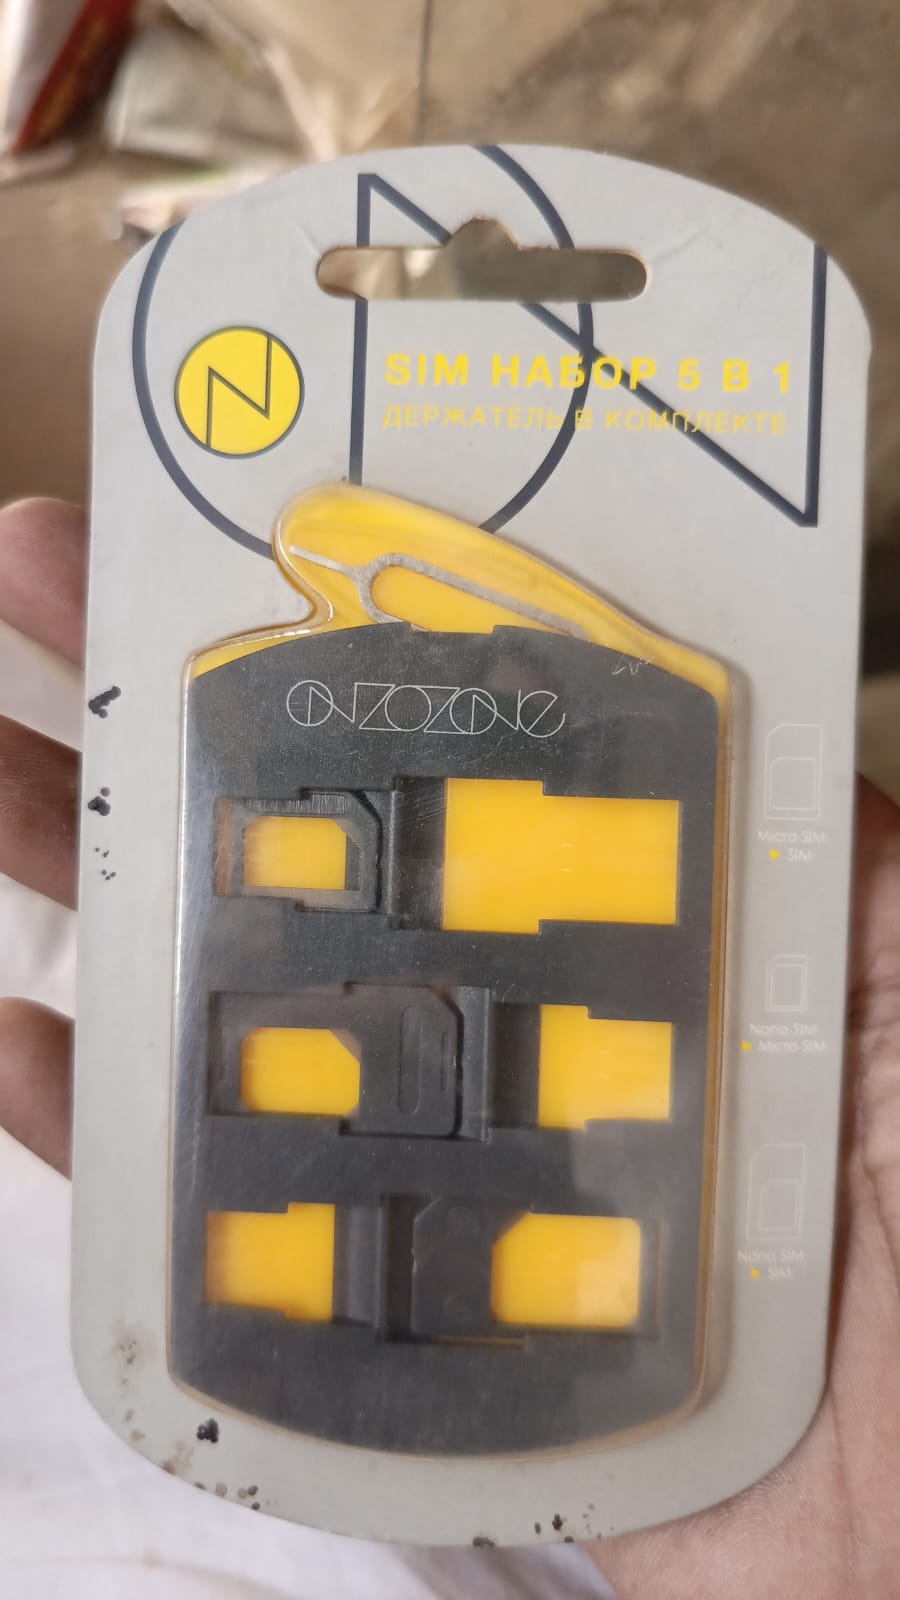 SIM НАБОР 5 В 1
ДЕРЖАТЕЛЬ В КОМПЛЕКТЕ
ONZOZONE
Micro SIM
▶ SIM
Nano SIM
▶ Micro SIM
Nano SIM
▶ SIM